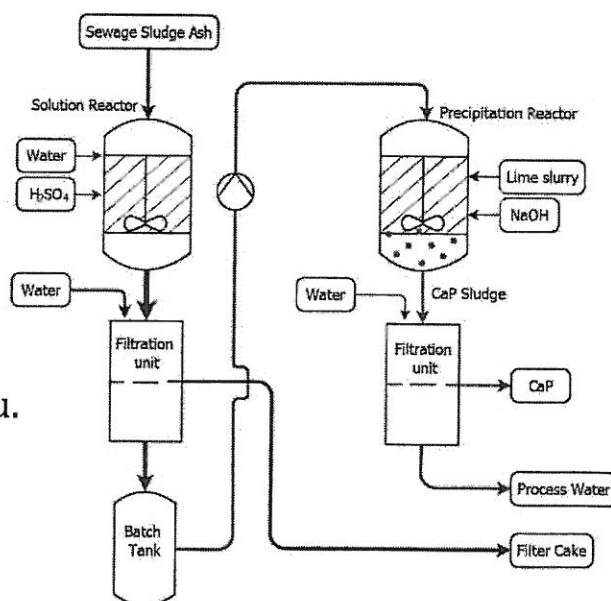 Sewage Sludge Ash
Solution Reactor
Water
H₂SO₄
Water
Filtration
unit
Batch
Tank
u.
Precipitation Reactor
Lime slurry
NaOH
CaP Sludge
Water
Filtration
unit
CaP
Process Water
Filter Cake